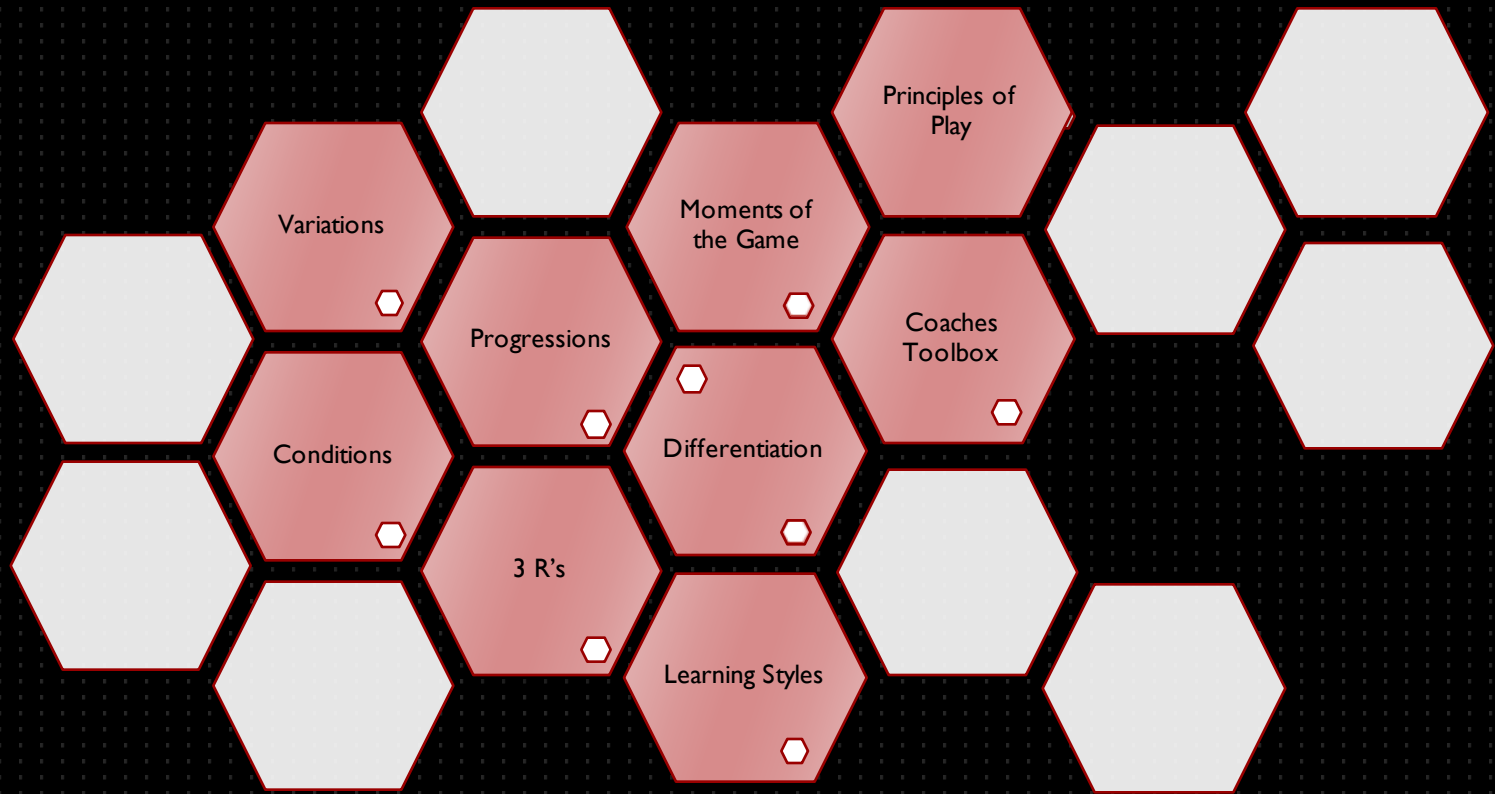 Principles of
Play
Variations
Moments of
the Game
Progressions
Coaches
Toolbox
Conditions
Differentiation
3 R’s
Learning Styles